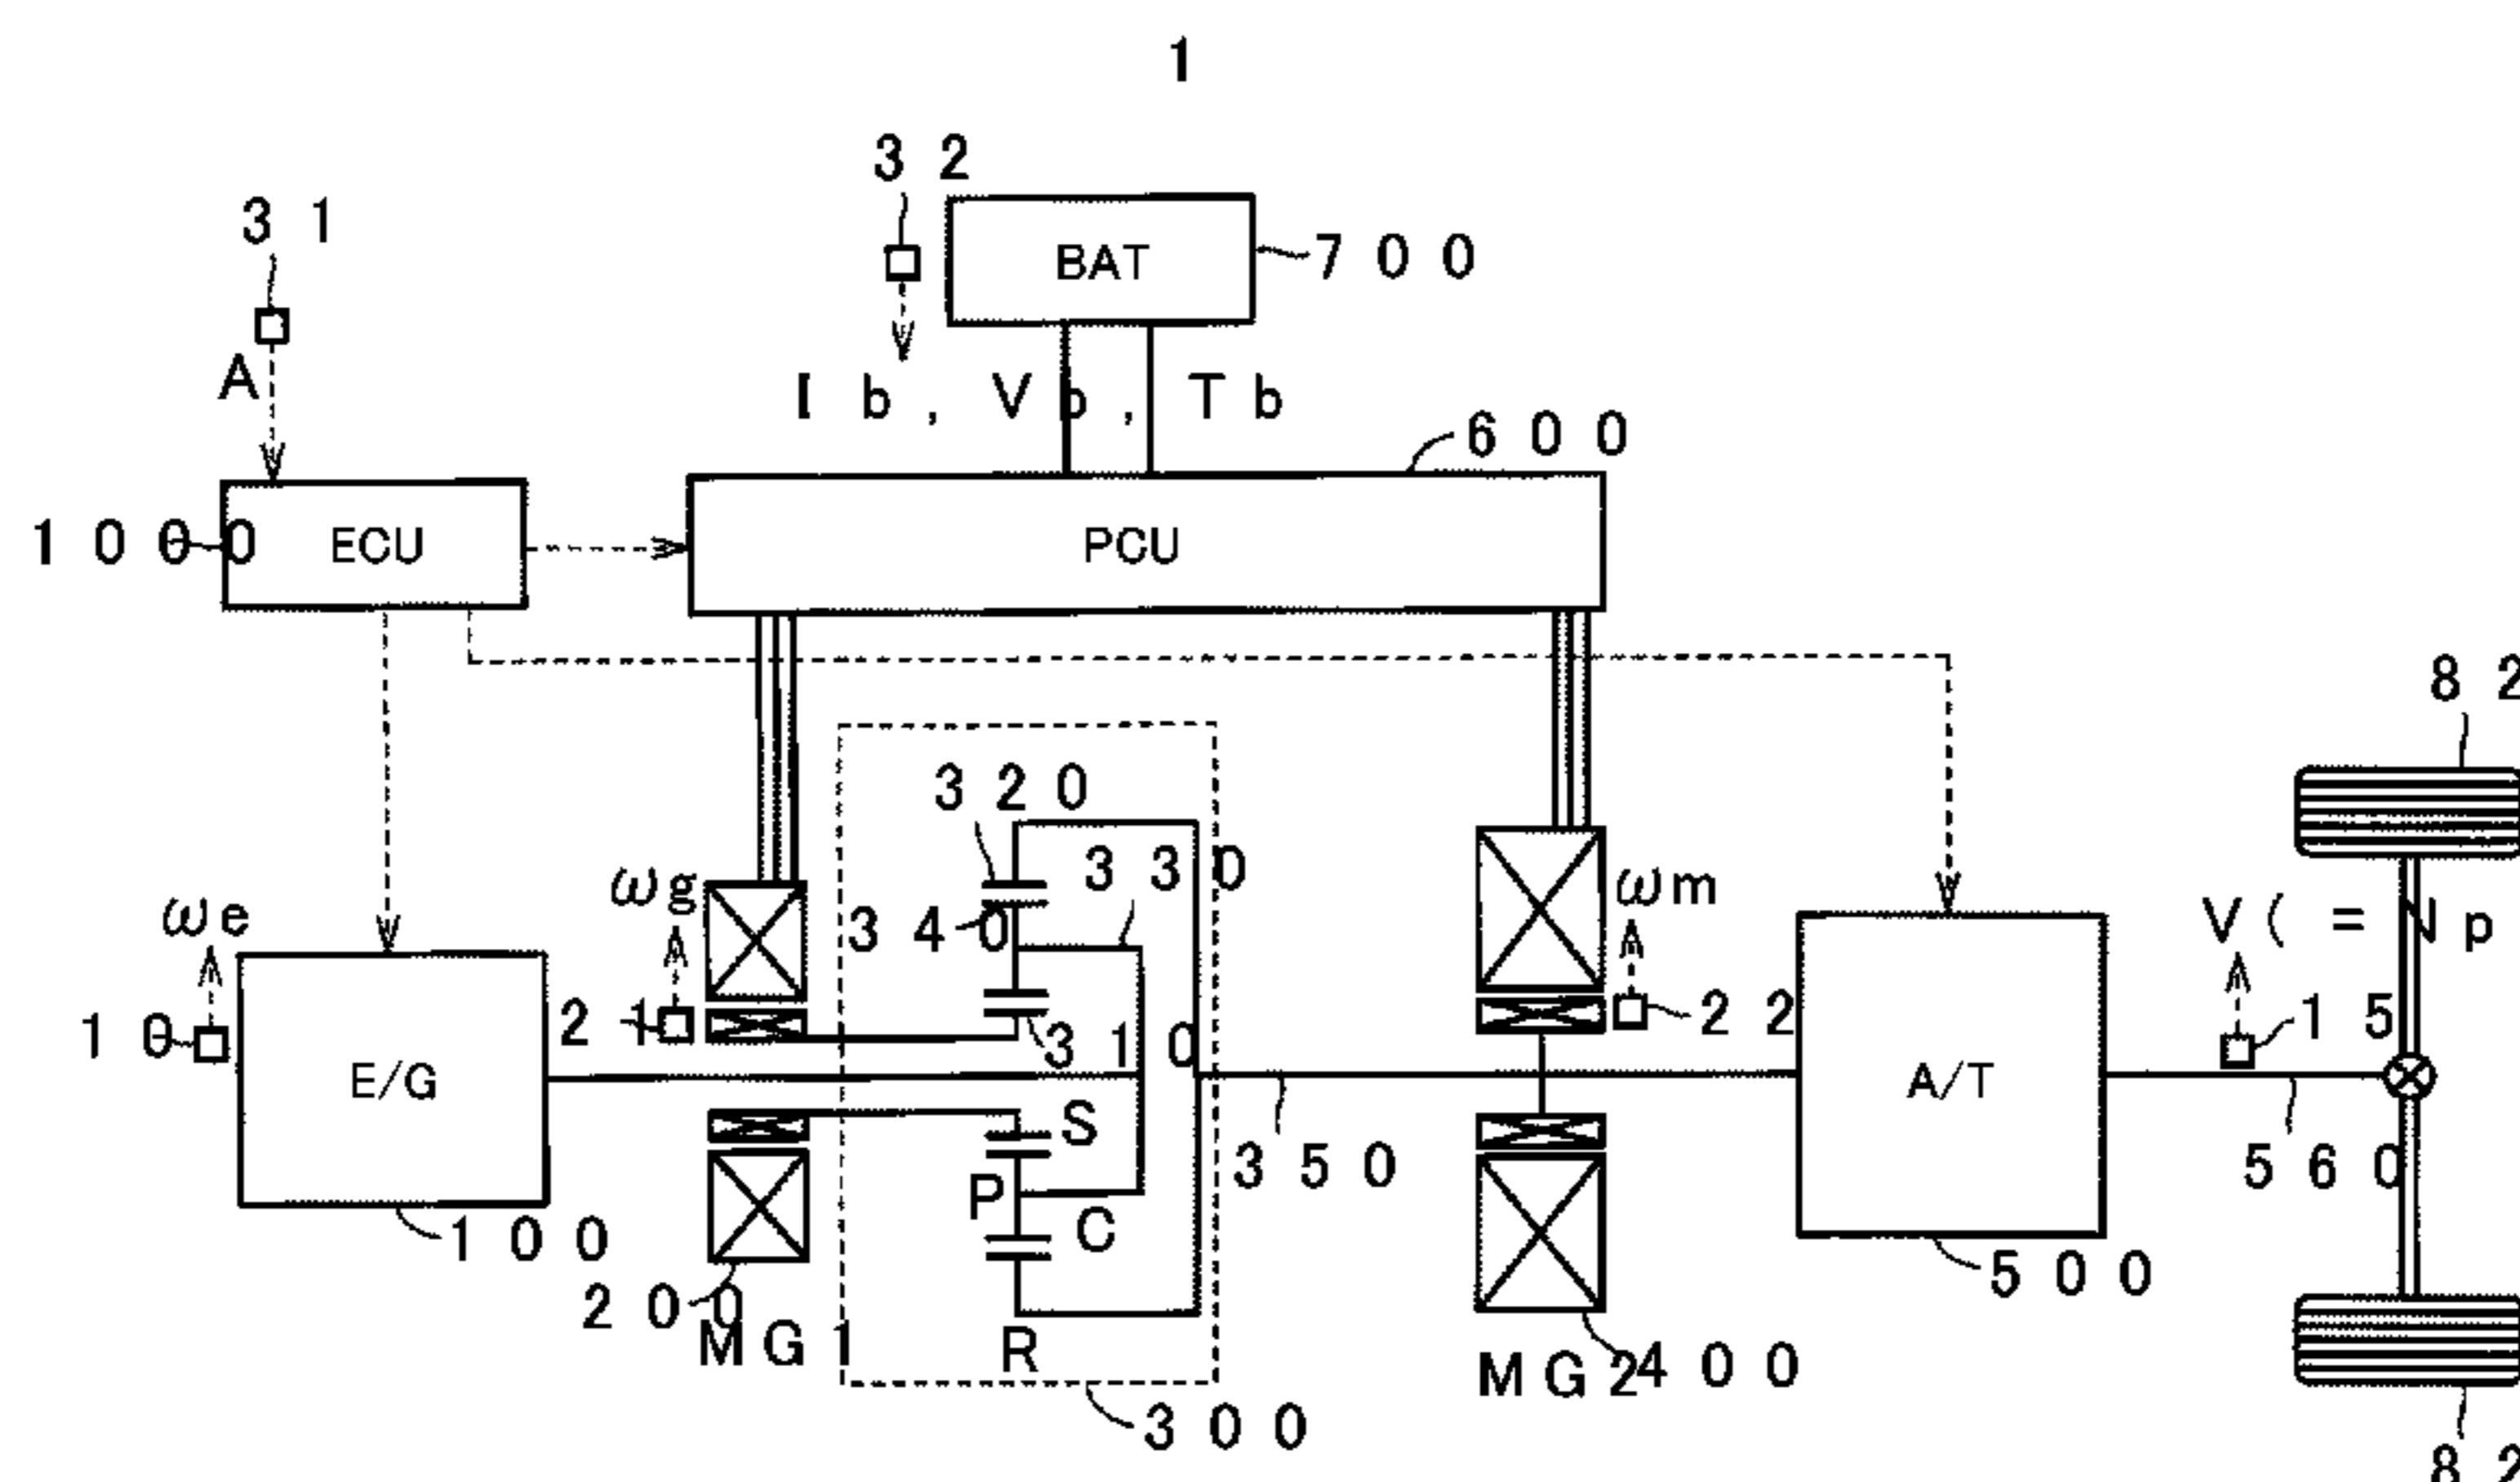 1
3 2
3 1
BAT
7 0 0
A
I b , V b , T b
6 0 0
1 0 0 0
ECU
PCU
8 2
3 2 0
3 3 0
ωe
ωg
3 4 0
ωm
V ( = N p
1 0
2 1
3 1 0
2 2
1 5
E/G
A/T
S
3 5 0
5 6 0
P
C
1 0 0
5 0 0
2 0 0
M G 1
R
M G 2
4 0 0
3 0 0
8 2